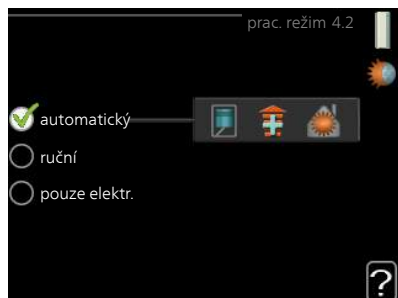 prac. režim 4.2
automatický
ruční
pouze elektr.
?